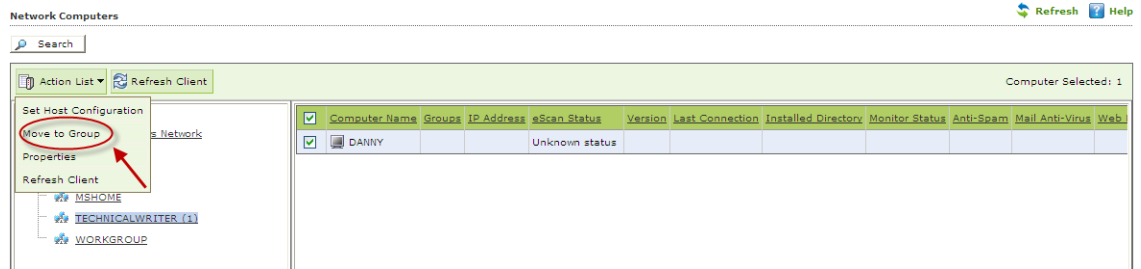 Network Computers
Refresh
Help
Search
Action List
Refresh Client
Computer Selected: 1
Set Host Configuration
Move to Group
Properties
Refresh Client
Network
MSHOME
TECHNICALWRITER (1)
WORKGROUP
Computer Name Groups IP Address eScan Status Version Last Connection Installed Directory Monitor Status Anti-Spam Mail Anti-Virus Web
DANNY Unknown status